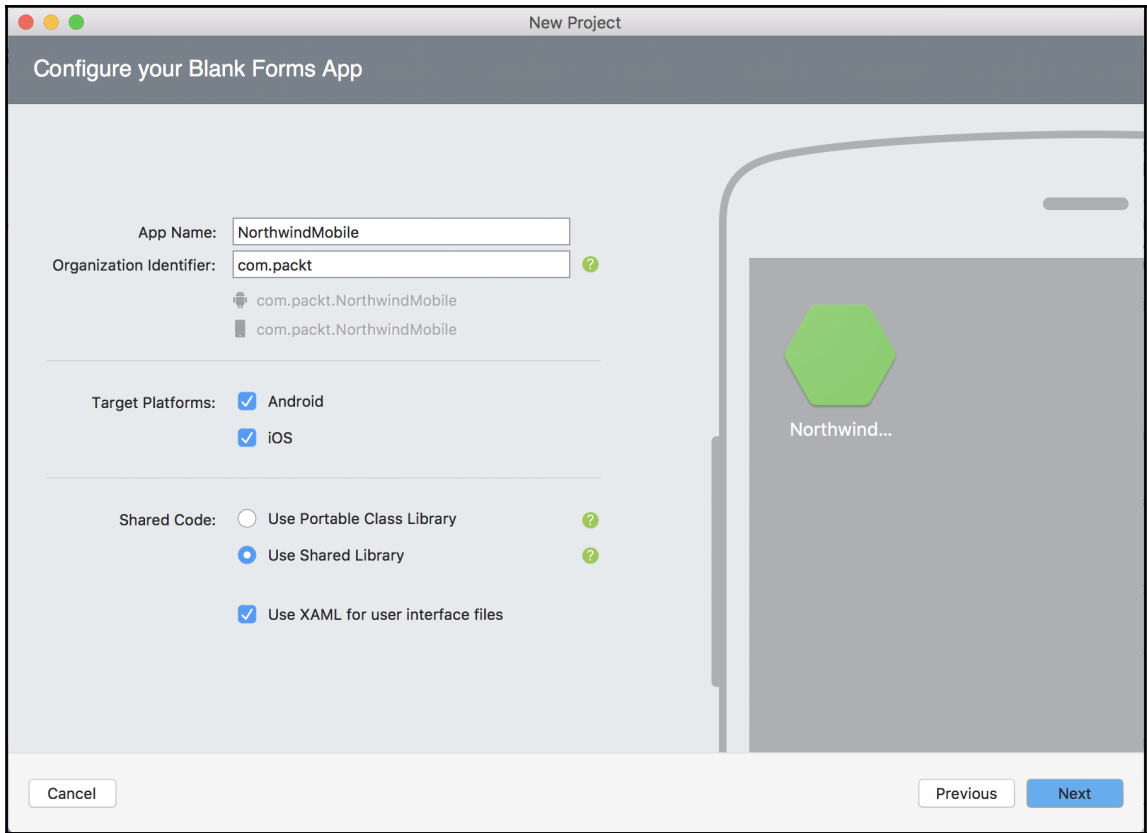 New Project
Configure your Blank Forms App
App Name: NorthwindMobile
Organization Identifier: com.packt ?
com.packt.NorthwindMobile
com.packt.NorthwindMobile
Target Platforms: Android
iOS
Shared Code: Use Portable Class Library ?
Use Shared Library ?
Use XAML for user interface files
Northwind...
Cancel Previous Next